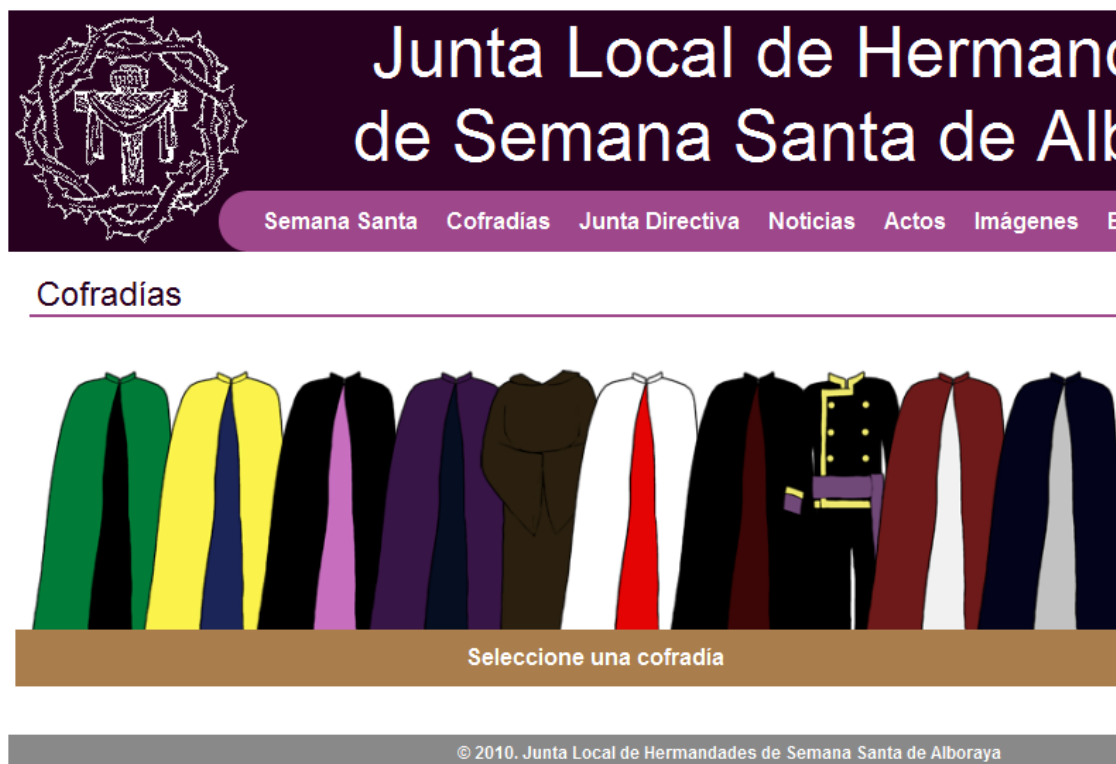 Junta Local de Hermand
de Semana Santa de Alb
Semana Santa Cofradías Junta Directiva Noticias Actos Imágenes E
Cofradías
Seleccione una cofradía
© 2010. Junta Local de Hermandades de Semana Santa de Alboraya